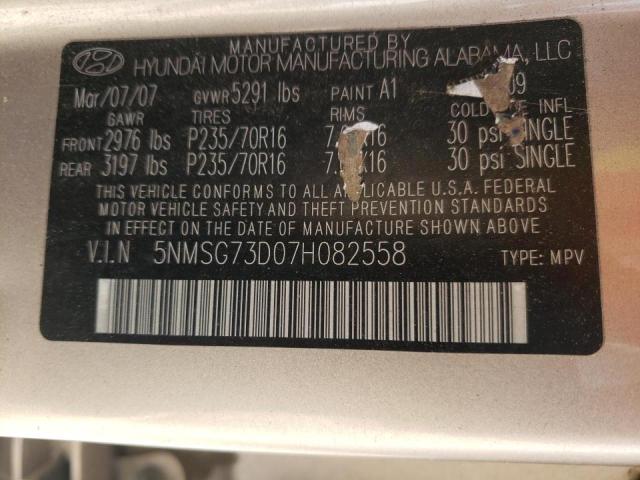 MANUFACTURED BY
HYUNDAI MOTOR MANUFACTURING ALABAMA, LLC
Mar/07/07 GVWR 5291 lbs PAINT A1 09
GAWR TIRES RIMS COLD INFL
FRONT 2976 lbs P235/70R16 30 psi SINGLE
REAR 3197 lbs P235/70R16 30 psi SINGLE
THIS VEHICLE CONFORMS TO ALL APPLICABLE U.S.A. FEDERAL
MOTOR VEHICLE SAFETY AND THEFT PREVENTION STANDARDS
IN EFFECT ON THE DATE OF MANUFACTURE SHOWN ABOVE.
V.I.N 5NMSG73D07H082558 TYPE: MPV